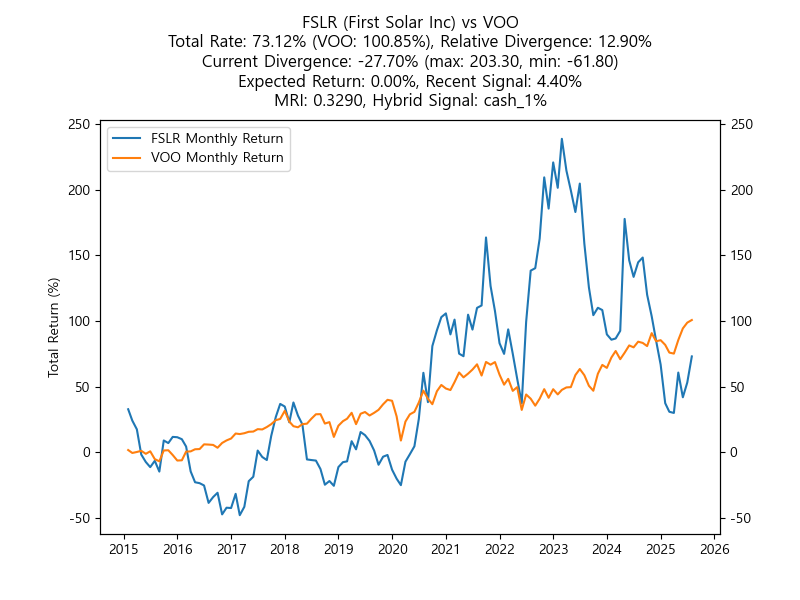 FSLR (First Solar Inc) vs VOO
Total Rate: 73.12% (VOO: 100.85%), Relative Divergence: 12.90%
Current Divergence: -27.70% (max: 203.30, min: -61.80)
Expected Return: 0.00%, Recent Signal: 4.40%
MRI: 0.3290, Hybrid Signal: cash_1%
FSLR Monthly Return
VOO Monthly Return
Total Return (%)
250
200
150
100
50
0
-50
250
200
150
100
50
0
-50
2015 2016 2017 2018 2019 2020 2021 2022 2023 2024 2025 2026